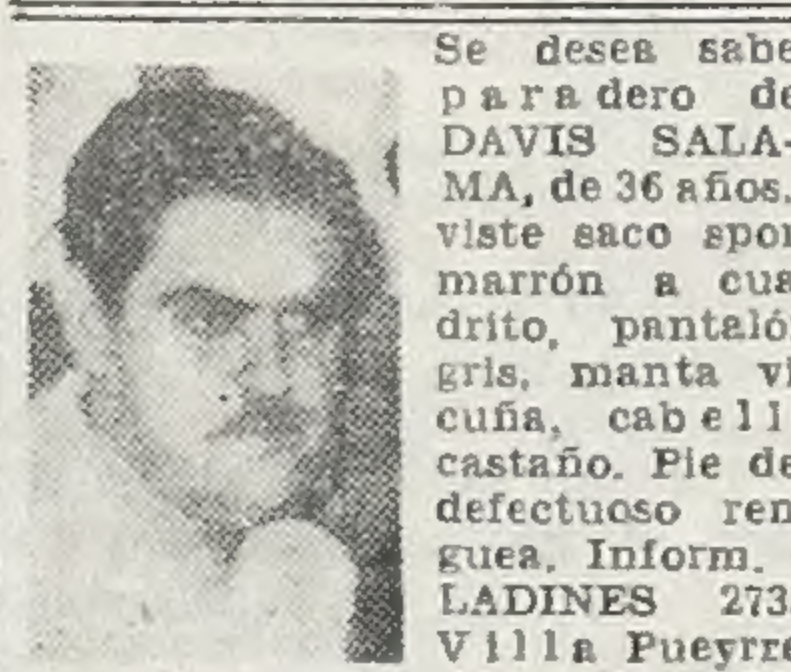 Se desea sabe
paradero de
DAVIS SALA-
MA, de 36 años.
viste saco spor
marrón a cua
drito, pantaló
gris, manta vi
cuña, cabell
castaño. Pie de
defectuoso ren
guea. Inform.
LADINES 273
Villa Pueyrre